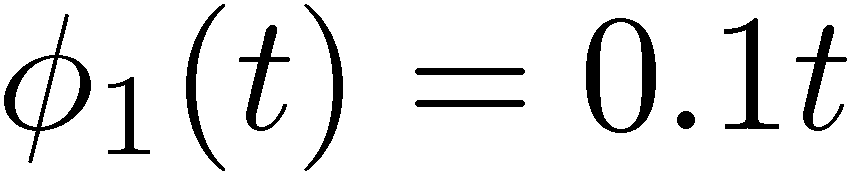 ϕ₁(t) = 0.1t